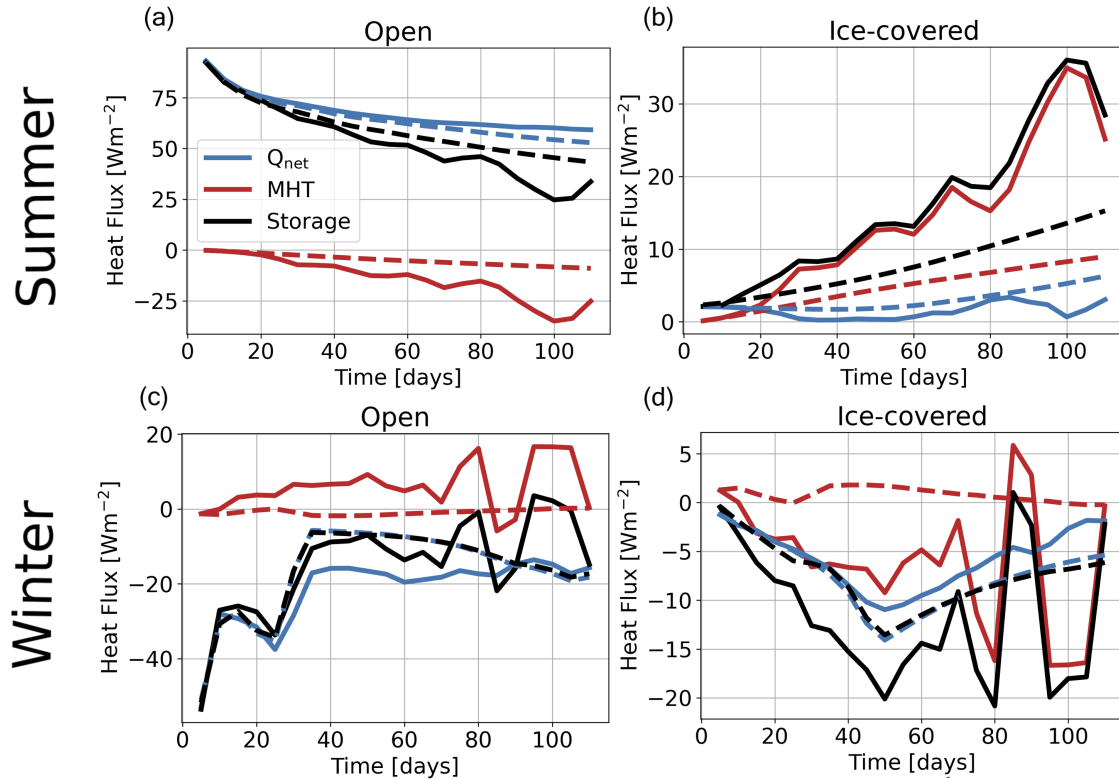 Summer
Winter
(a)
Open
Heat Flux [Wm⁻²]
75
50
25
0
−25
Q_net
MHT
Storage
0 20 40 60 80 100
Time [days]
(b)
Ice-covered
Heat Flux [Wm⁻²]
30
20
10
0
0 20 40 60 80 100
Time [days]
(c)
Open
Heat Flux [Wm⁻²]
20
0
−20
−40
0 20 40 60 80 100
Time [days]
(d)
Ice-covered
Heat Flux [Wm⁻²]
5
0
−5
−10
−15
−20
0 20 40 60 80 100
Time [days]